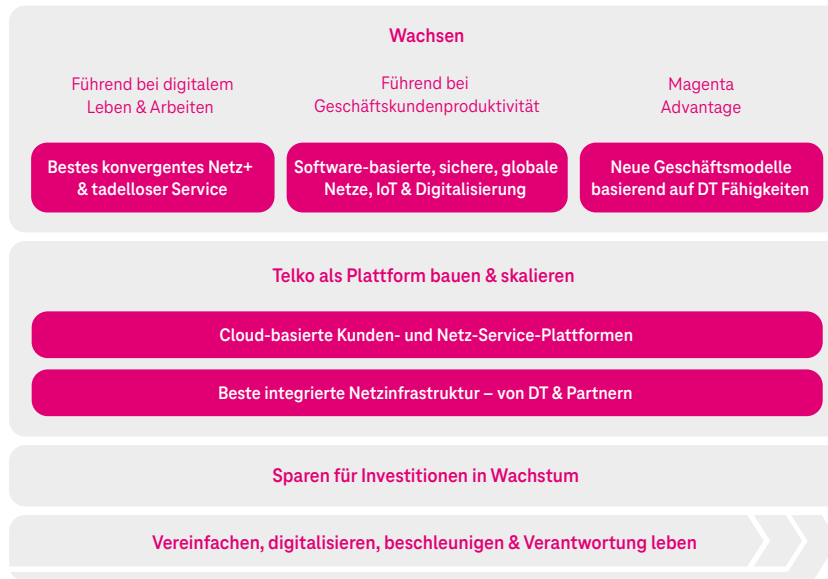 Wachsen
Führend bei digitalem
Leben & Arbeiten
Führend bei
Geschäftskundenproduktivität
Magenta
Advantage
Bestes konvergentes Netz+
& tadelloser Service
Software-basierte, sichere, globale
Netze, IoT & Digitalisierung
Neue Geschäftsmodelle
basierend auf DT Fähigkeiten
Telko als Plattform bauen & skalieren
Cloud-basierte Kunden- und Netz-Service-Plattformen
Beste integrierte Netzinfrastruktur – von DT & Partnern
Sparen für Investitionen in Wachstum
Vereinfachen, digitalisieren, beschleunigen & Verantwortung leben